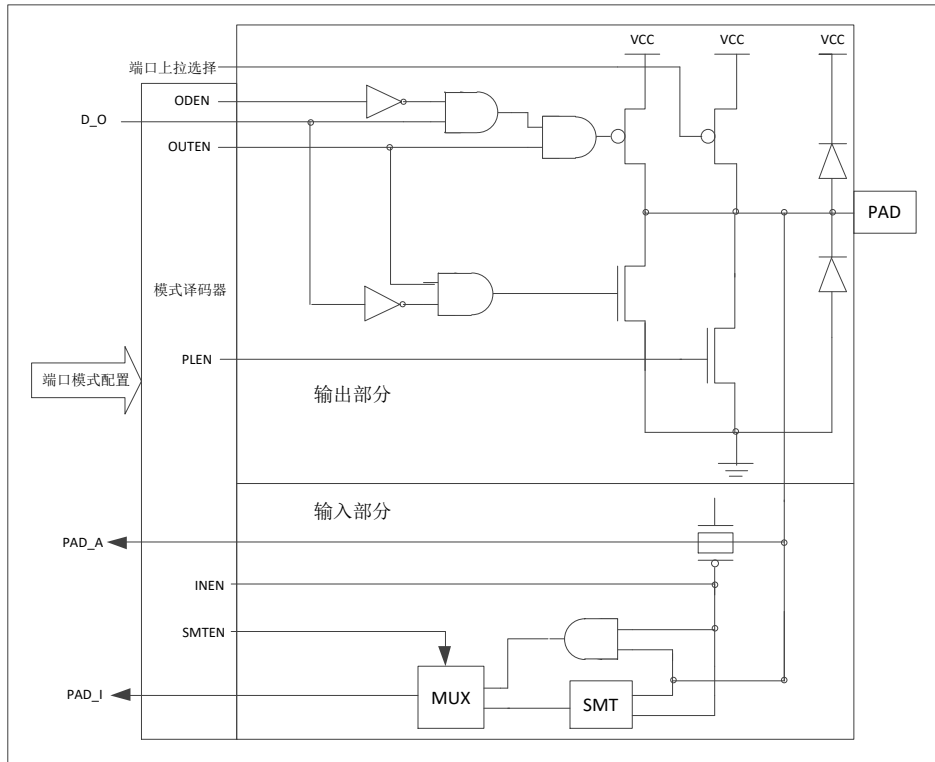 VCC VCC VCC
端口上拉选择
ODEN
D_O
OUTEN
PAD
模式译码器
PLEN
端口模式配置
输出部分
输入部分
PAD_A
INEN
SMTEN
PAD_I
MUX
SMT